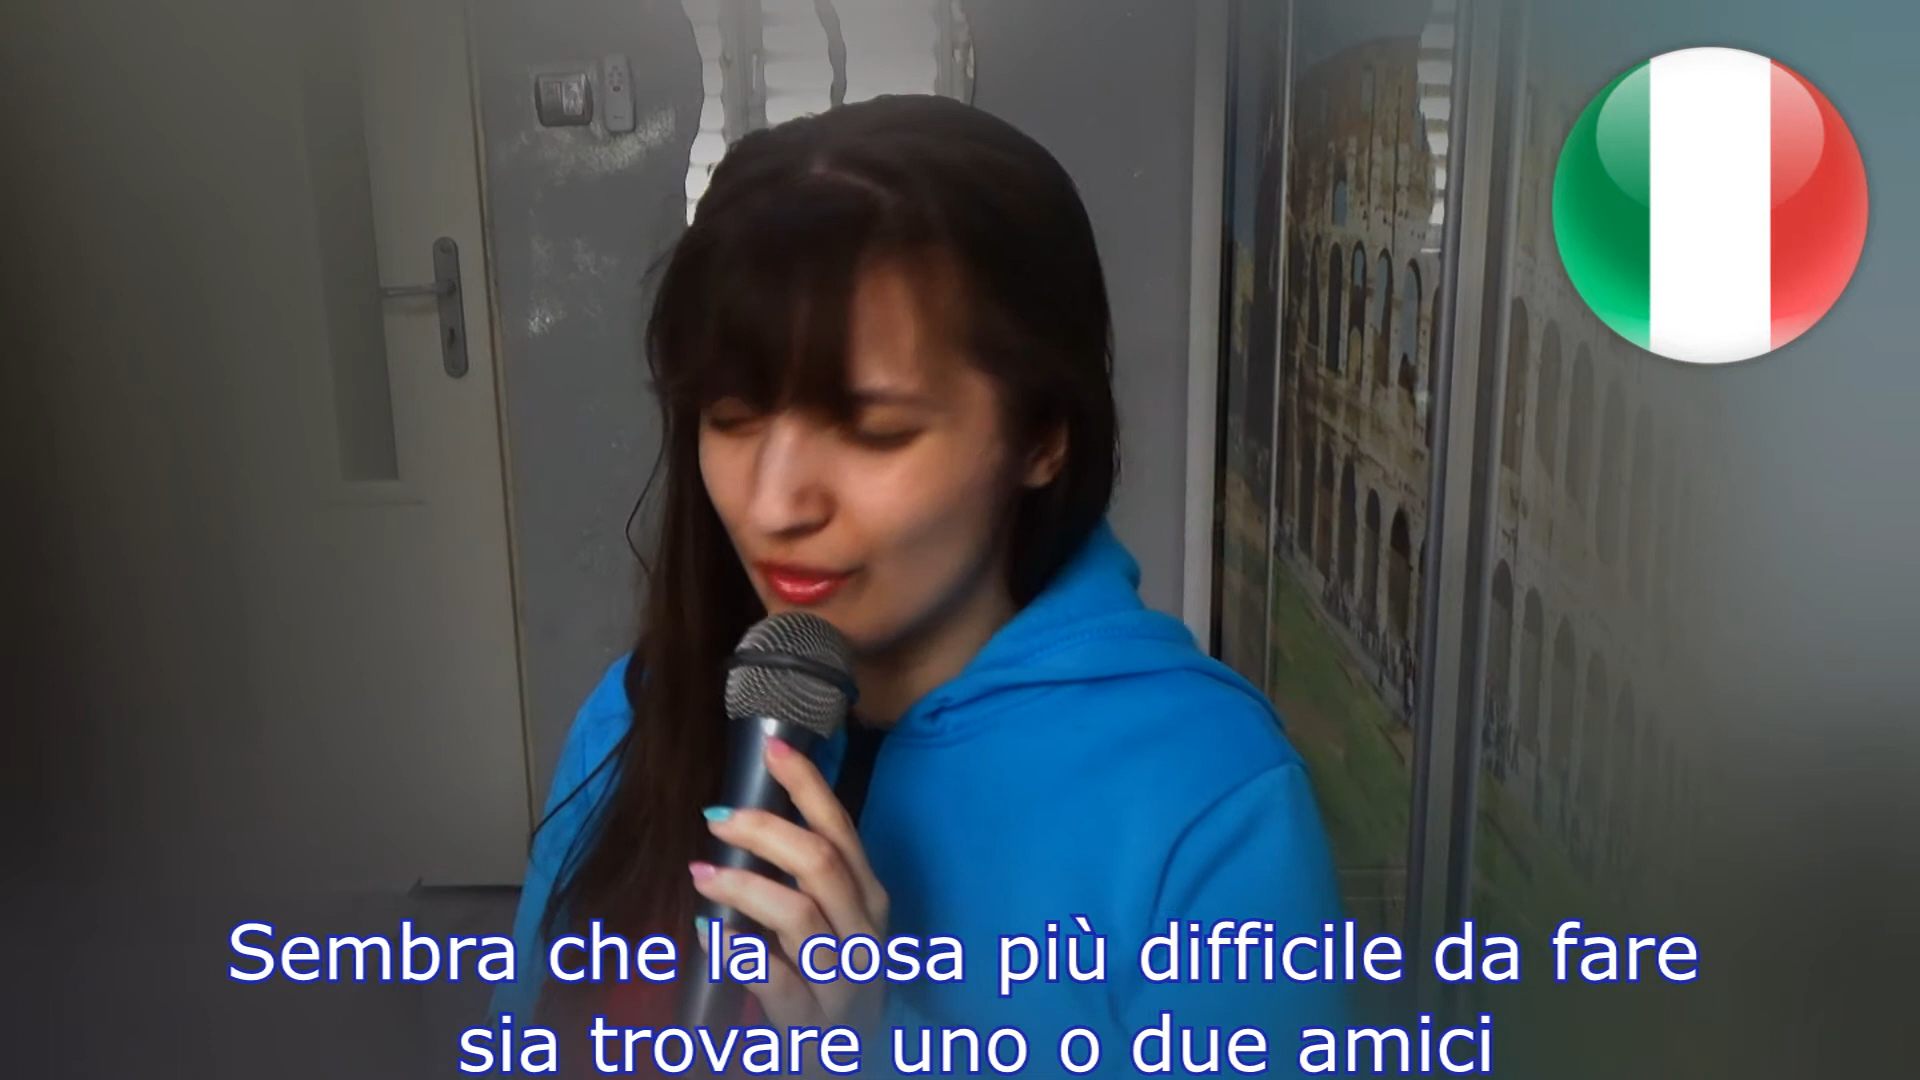 Sembra che la cosa più difficile da fare
sia trovare uno o due amici